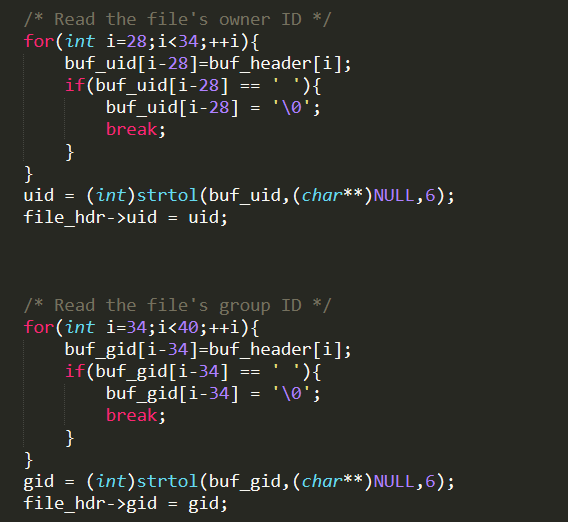 /* Read the file's owner ID */
for(int i=28;i<34;++i){
    buf_uid[i-28]=buf_header[i];
    if(buf_uid[i-28] == ' '){
        buf_uid[i-28] = '\0';
        break;
    }
}
uid = (int)strtol(buf_uid,(char**)NULL,6);
file_hdr->uid = uid;
/* Read the file's group ID */
for(int i=34;i<40;++i){
    buf_gid[i-34]=buf_header[i];
    if(buf_gid[i-34] == ' '){
        buf_gid[i-34] = '\0';
        break;
    }
}
gid = (int)strtol(buf_gid,(char**)NULL,6);
file_hdr->gid = gid;